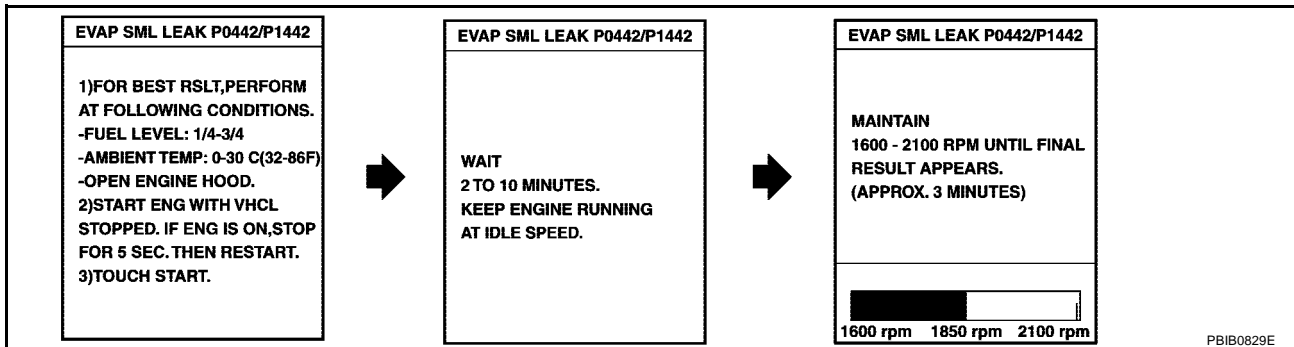 EVAP SML LEAK P0442/P1442
1)FOR BEST RSLT,PERFORM
AT FOLLOWING CONDITIONS.
-FUEL LEVEL: 1/4-3/4
-AMBIENT TEMP: 0-30 C(32-86F)
-OPEN ENGINE HOOD.
2)START ENG WITH VHCL
STOPPED. IF ENG IS ON,STOP
FOR 5 SEC. THEN RESTART.
3)TOUCH START.
EVAP SML LEAK P0442/P1442
WAIT
2 TO 10 MINUTES.
KEEP ENGINE RUNNING
AT IDLE SPEED.
EVAP SML LEAK P0442/P1442
MAINTAIN
1600 - 2100 RPM UNTIL FINAL
RESULT APPEARS.
(APPROX. 3 MINUTES)
1600 rpm 1850 rpm 2100 rpm
PBIB0829E